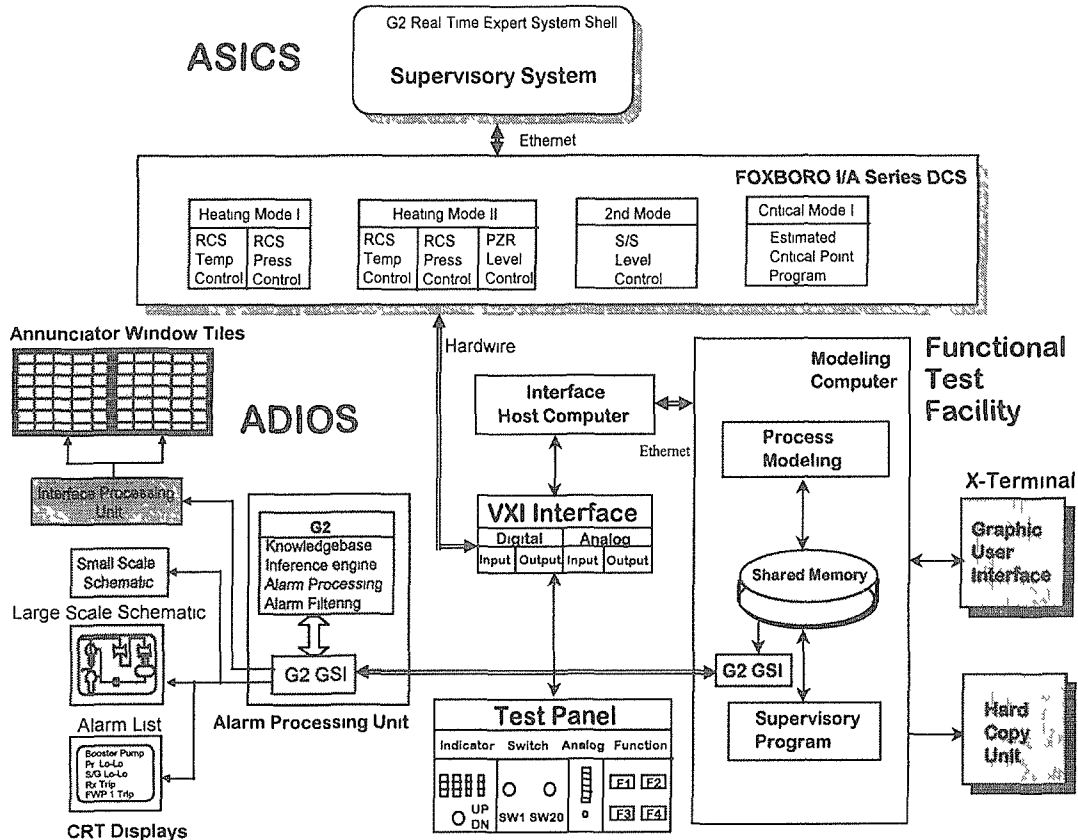 G2 Real Time Expert System Shell
ASICS
Supervisory System
Ethernet
FOXBORO I/A Series DCS
Heating Mode I
RCS Temp Control
RCS Press Control
Heating Mode II
RCS Temp Control
RCS Press Control
PZR Level Control
2nd Mode
S/S Level Control
Critical Mode I
Estimated
Critical Point
Program
Annunciator Window Tiles
Hardwire
ADIOS
Interface
Host Computer
Ethernet
Modeling
Computer
Functional
Test
Facility
Process
Modeling
Interface Processing
Unit
VXI Interface
Digital
Analog
Input
Output
Input
Output
Shared Memory
X-Terminal
Graphic
User
Interface
G2
Knowledgebase
Inference engine
Alarm Processing
Alarm Filtering
Small Scale
Schematic
Large Scale Schematic
G2 GSI
Alarm Processing Unit
G2 GSI
Supervisory
Program
Hard
Copy
Unit
Test Panel
Indicator
Switch
Analog
Function
UP
DN
SW1
SW20
F1
F2
F3
F4
Alarm List
Booster Pump
Pr Lo-Lo
S/G Lo-Lo
Rx Trip
FWP 1 Trip
CRT Displays